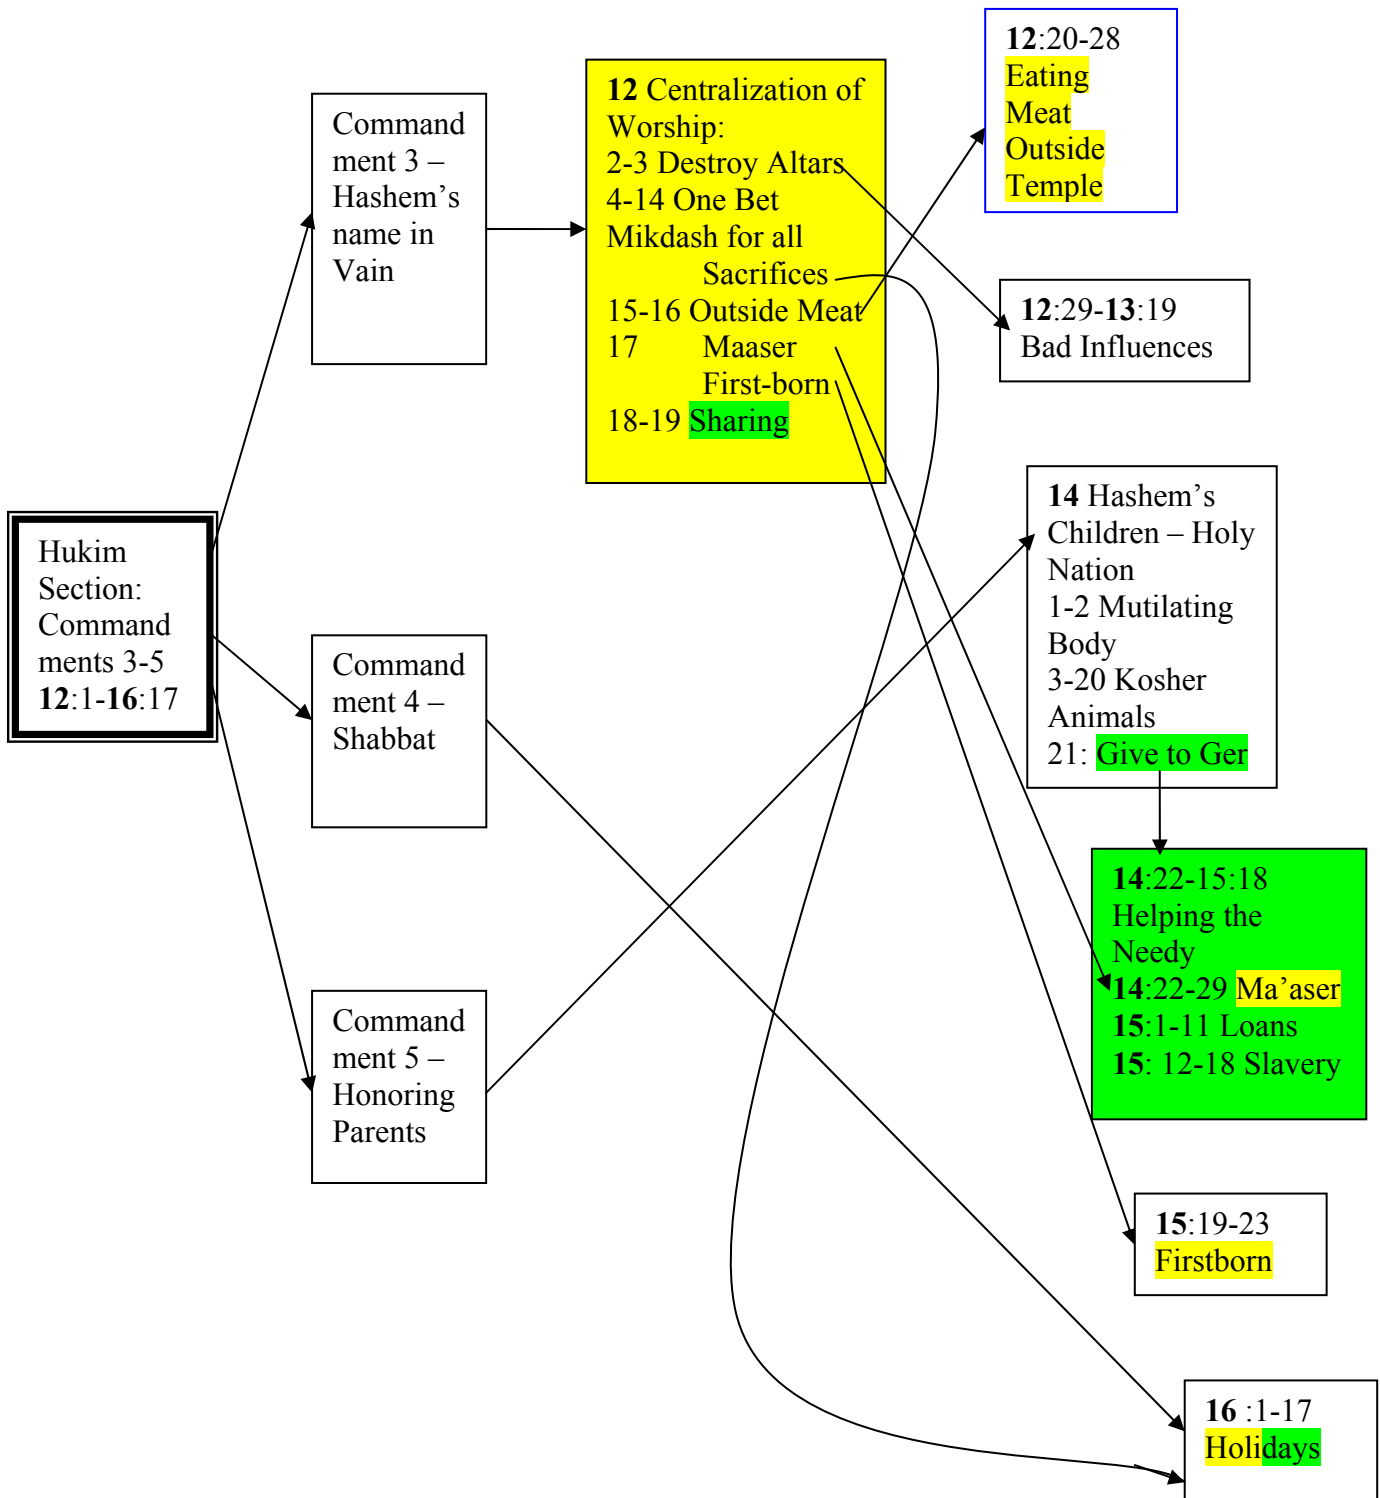 Hukim
Section:
Command
ments 3-5
12:1-16:17
Command
ment 3 –
Hashem’s
name in
Vain
Command
ment 4 –
Shabbat
Command
ment 5 –
Honoring
Parents
12 Centralization of
Worship:
2-3 Destroy Altars
4-14 One Bet
Mikdash for all
Sacrifices
15-16 Outside Meat
17 Maaser
First-born
18-19 Sharing
12:20-28
Eating
Meat
Outside
Temple
12:29-13:19
Bad Influences
14 Hashem’s
Children – Holy
Nation
1-2 Mutilating
Body
3-20 Kosher
Animals
21: Give to Ger
14:22-15:18
Helping the
Needy
14:22-29 Ma’aser
15:1-11 Loans
15: 12-18 Slavery
15:19-23
Firstborn
16 :1-17
Holidays